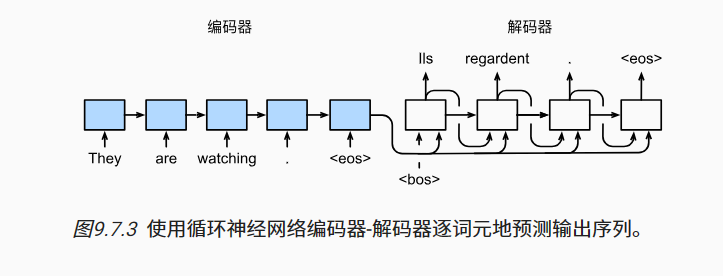 编码器
解码器
Ils
regardent
.
<eos>
They
are
watching
.
<eos>
<bos>
图9.7.3 使用循环神经网络编码器-解码器逐词元地预测输出序列。